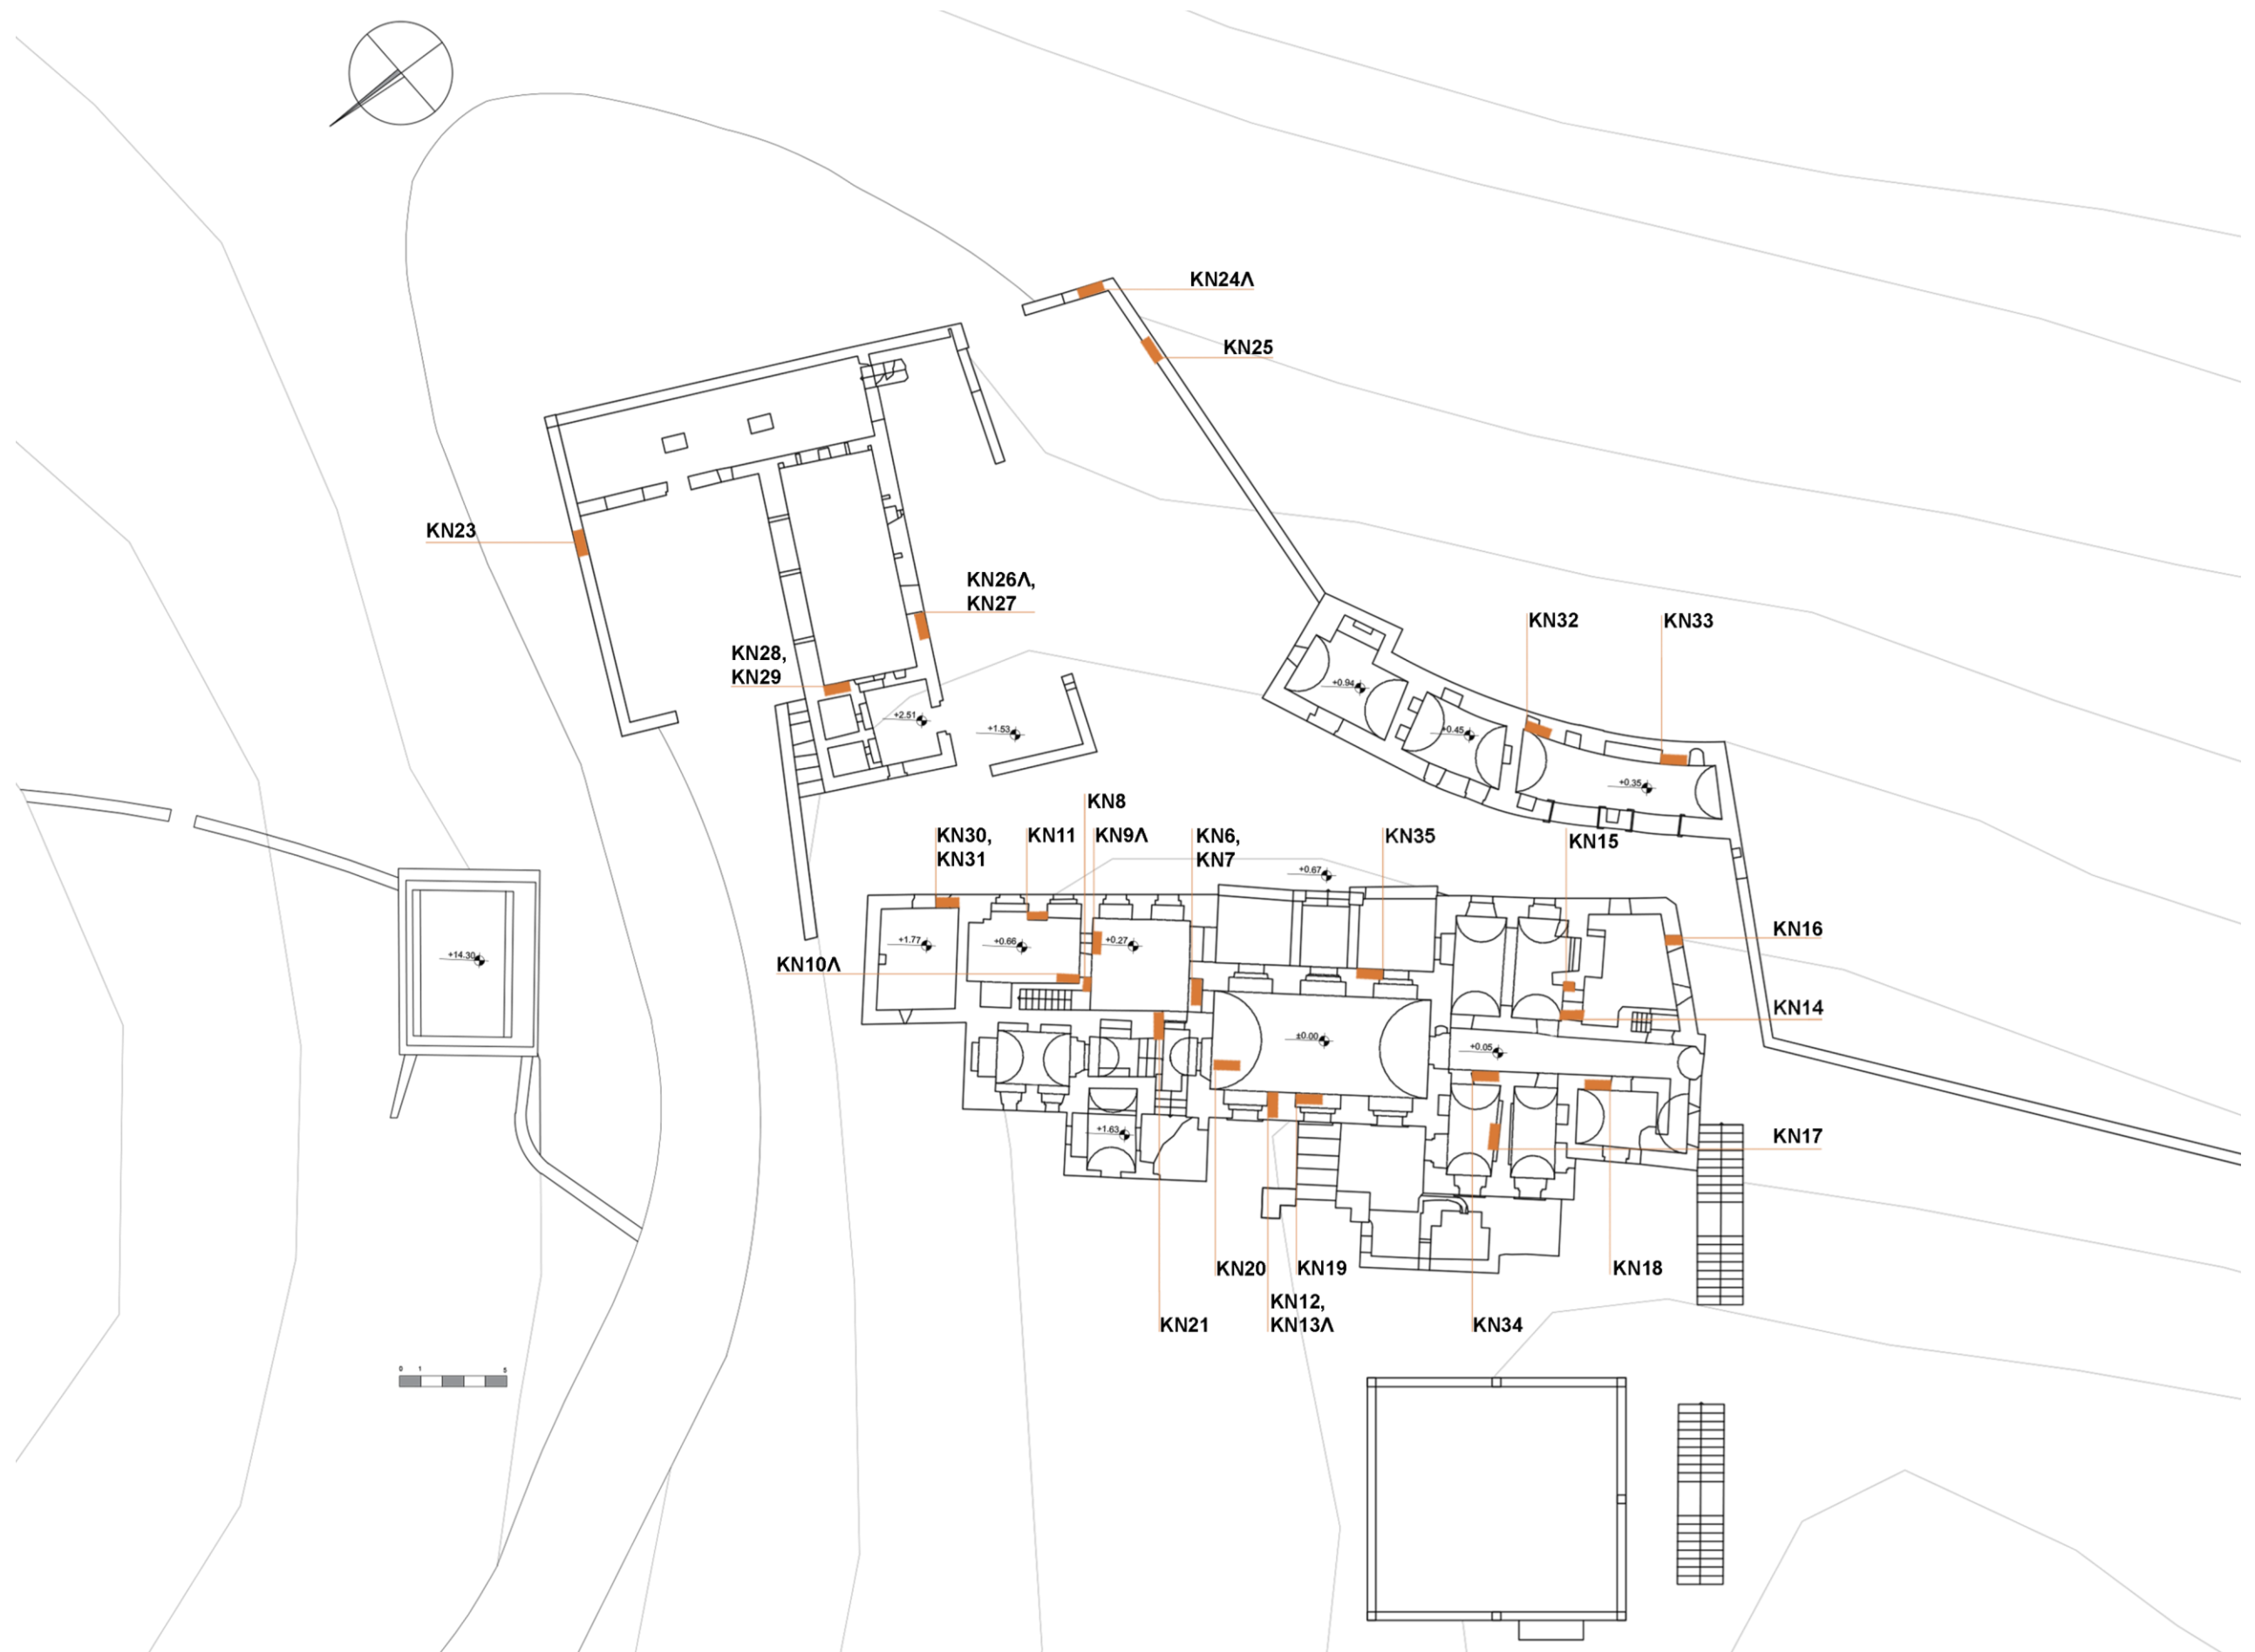 KN24Λ
KN25
KN23
KN26Λ,
KN27
KN32
KN33
KN28,
KN29
+0.94
+2.51
+1.53
+0.45
+0.35
KN8
KN30,
KN31
KN11
KN9Λ
KN6,
KN7
KN35
KN15
+0.67
KN16
+1.77
+0.66
+0.27
+14.30
KN10Λ
KN14
±0.00
+0.05
+1.63
KN17
KN20
KN19
KN18
KN12,
KN13Λ
KN21
KN34
0 1 5